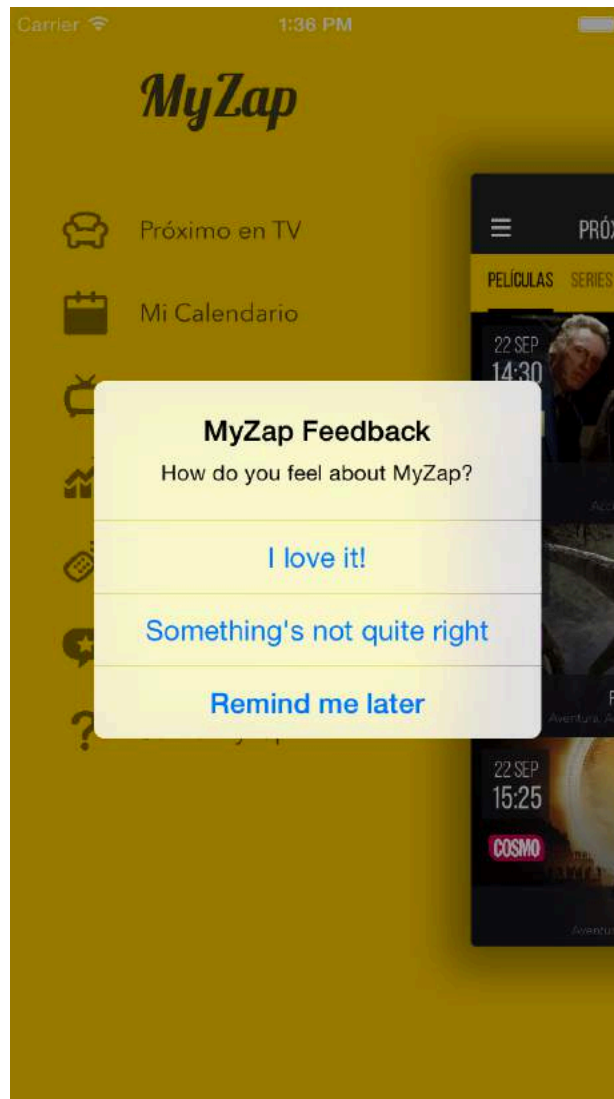 Carrier 1:36 PM
MyZap
Próximo en TV
Mi Calendario
PELÍCULAS SERIES
22 SEP
14:30
MyZap Feedback
How do you feel about MyZap?
I love it!
Something's not quite right
Remind me later
22 SEP
15:25
COSMO